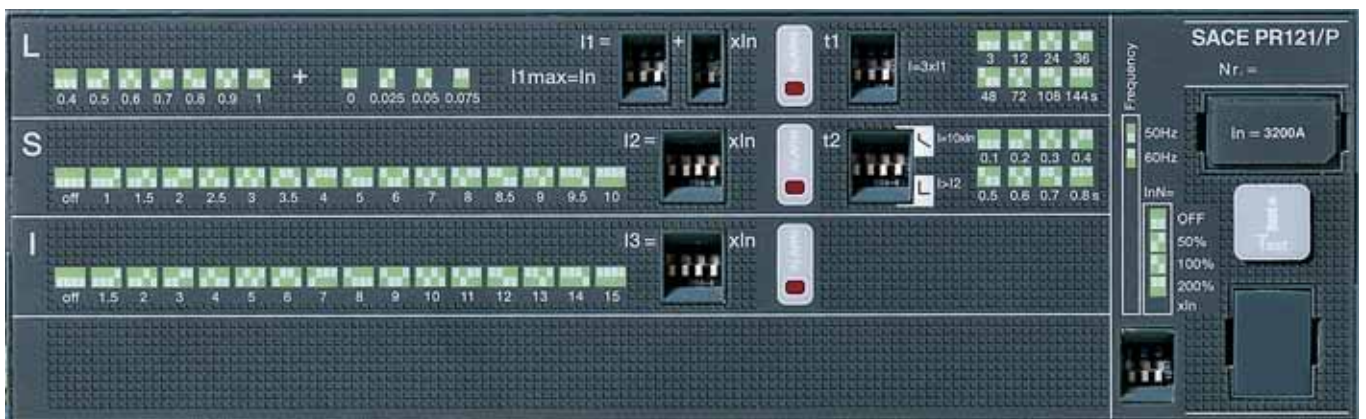 L
I1 =
+
xIn
t1
I1max=In
I=3xI1
0.4 0.5 0.6 0.7 0.8 0.9 1 + 0 0.025 0.05 0.075
3 12 24 36
48 72 108 144s
S
I2=
xIn
t2
I=10xIn
I>I2
off 1 1.5 2 2.5 3 3.5 4 5 6 7 8 8.5 9 9.5 10
0.1 0.2 0.3 0.4
0.5 0.6 0.7 0.8s
I
I3 =
xIn
off 1.5 2 3 4 5 6 7 8 9 10 11 12 13 14 15
Frequency
50Hz
60Hz
InN=
OFF
50%
100%
200%
xIn
SACE PR121/P
Nr. =
In = 3200A
Test